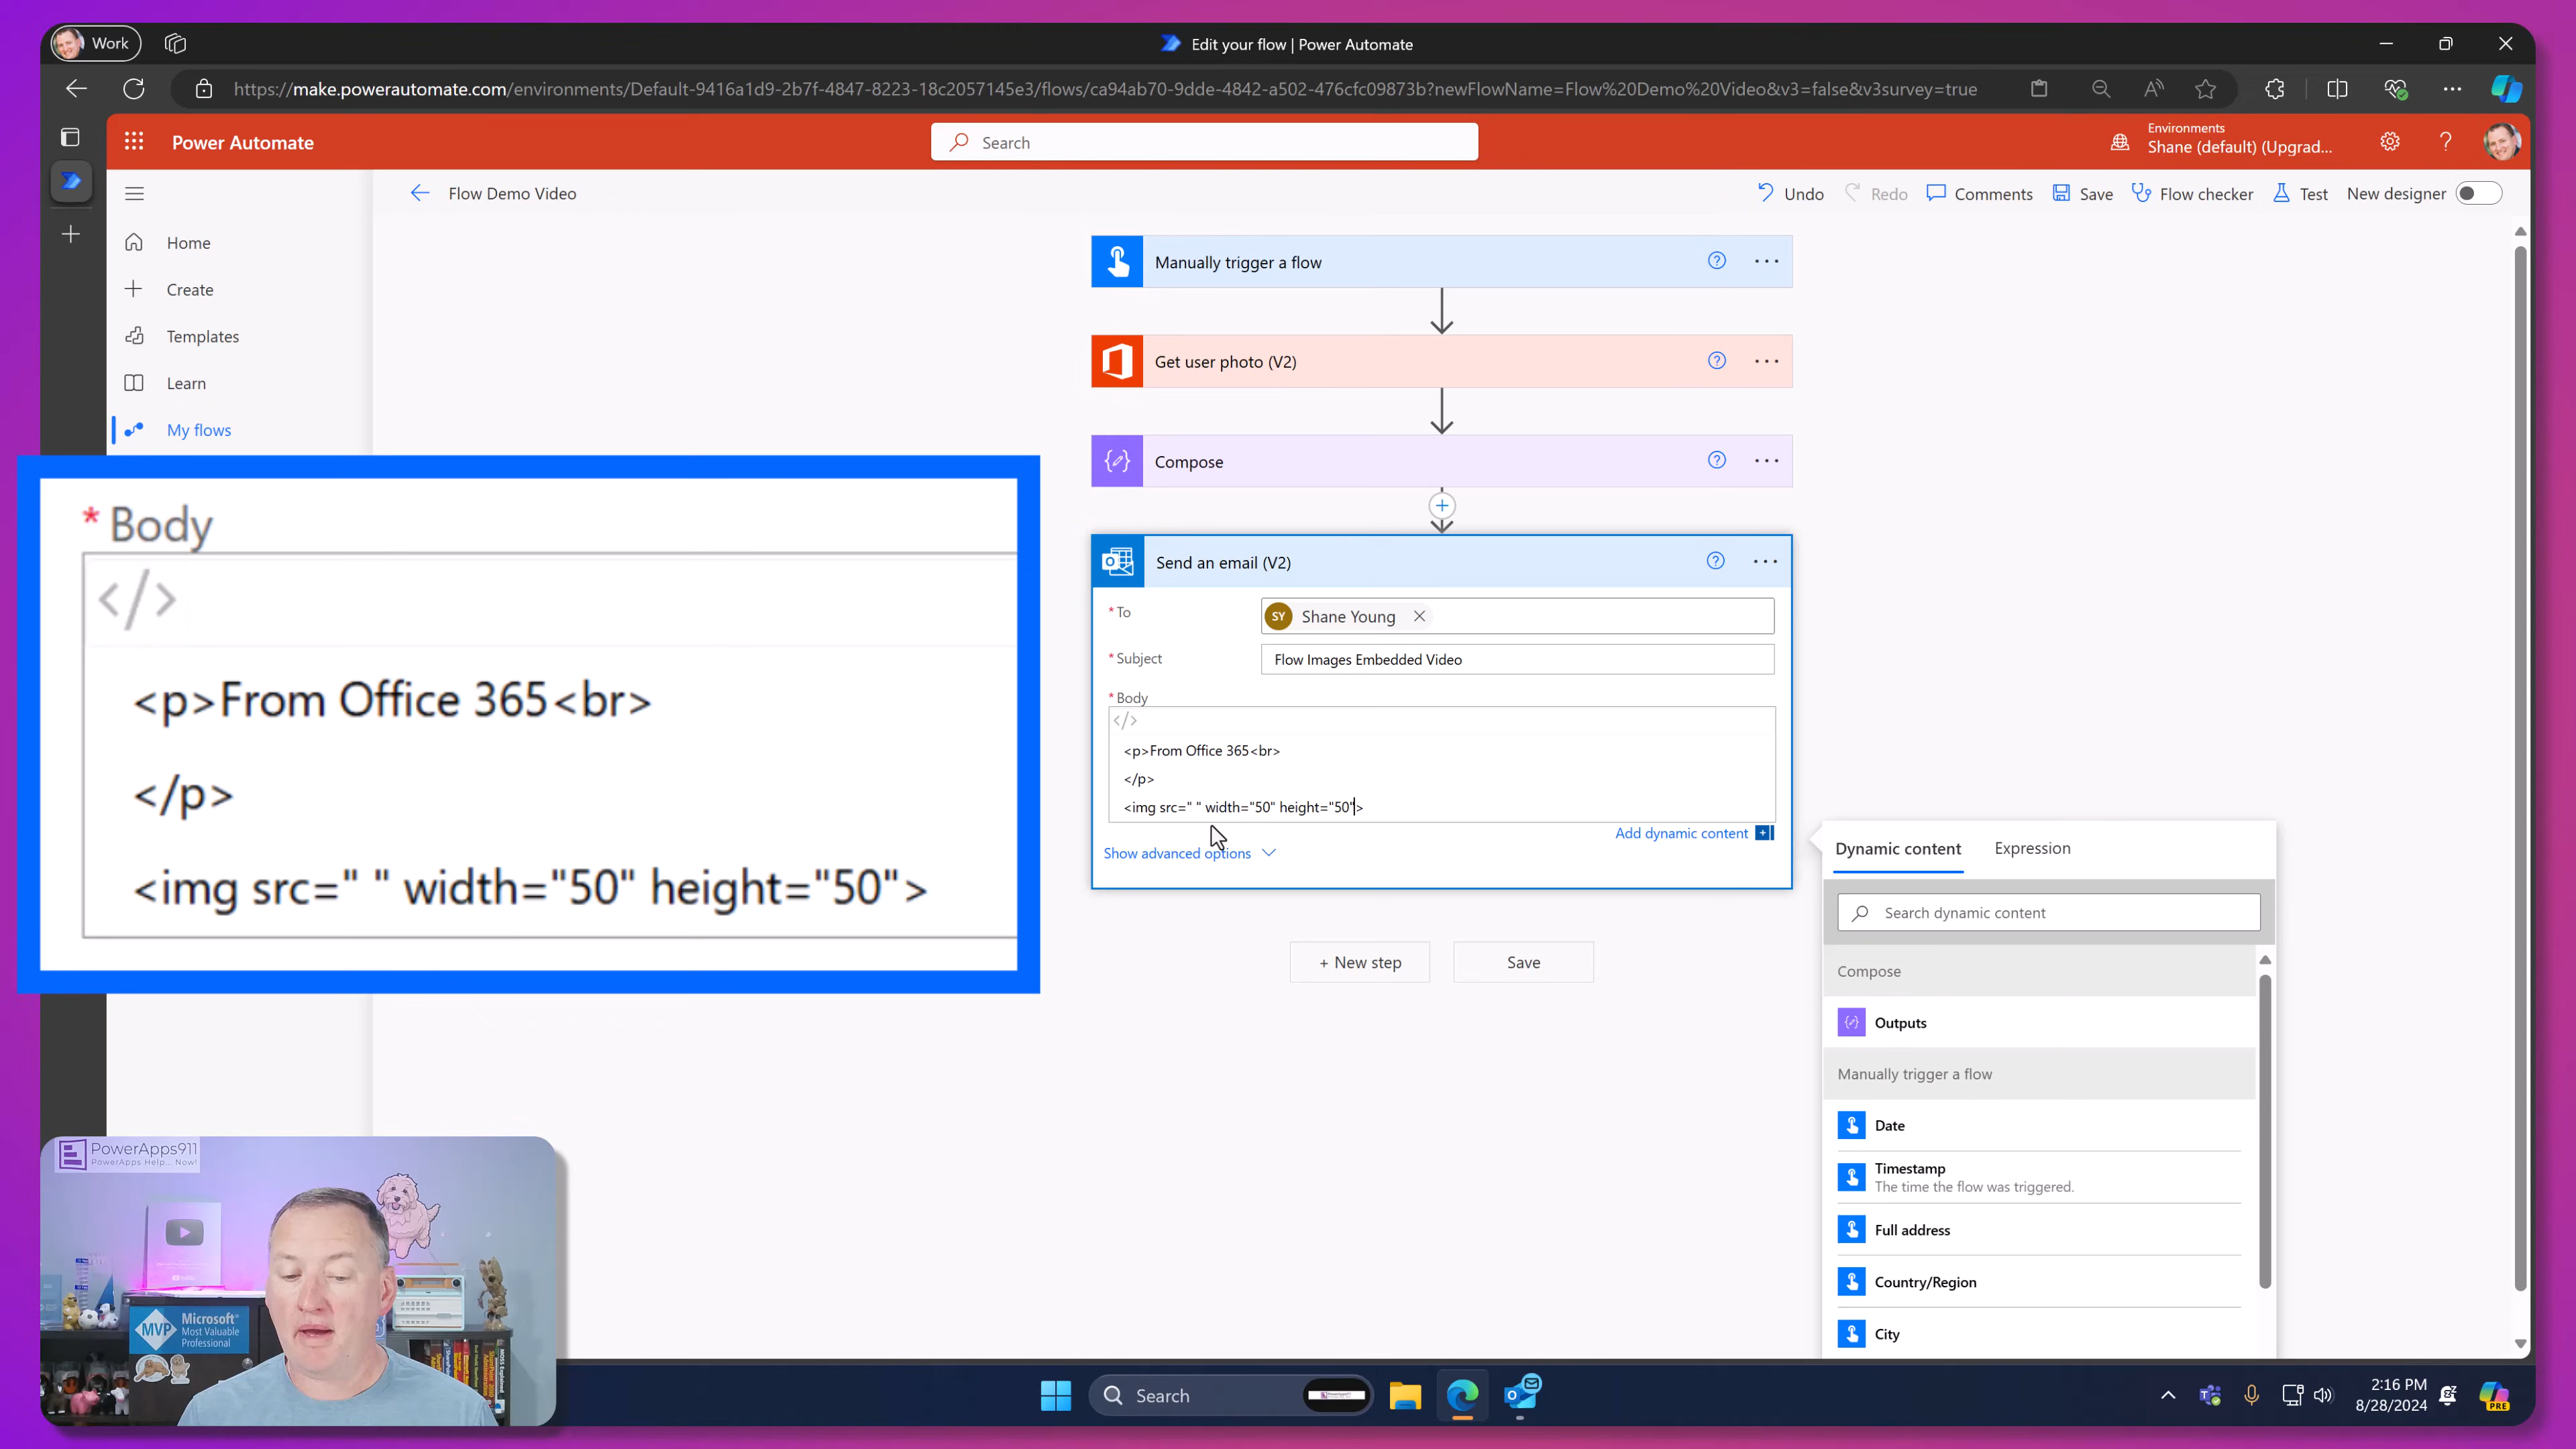 Work
Edit your flow | Power Automate
https://make.powerautomate.com/environments/Default-9416a1d9-2b7f-4847-8223-18c2057145e3/flows/ca94ab70-9dde-4842-a502-476cfc09873b?newFlowName=Flow%20Demo%20Video&v3=false&v3survey=true
Power Automate
Search
Environments
Shane (default) (Upgrad...
Flow Demo Video
Undo
Redo
Comments
Save
Flow checker
Test
New designer
Home
Create
Templates
Learn
My flows
Manually trigger a flow
Get user photo (V2)
Compose
Send an email (V2)
* To
SY
Shane Young
* Subject
Flow Images Embedded Video
* Body
</>
<p>From Office 365<br>
</p>
<img src=" " width="50" height="50">
Add dynamic content
Show advanced options
+ New step
Save
* Body
</>
<p>From Office 365<br>
</p>
<img src=" " width="50" height="50">
Dynamic content
Expression
Search dynamic content
Compose
Outputs
Manually trigger a flow
Date
Timestamp
The time the flow was triggered.
Full address
Country/Region
City
PowerApps911
PowerApps Help... Now!
MVP
Microsoft
Most Valuable
Professional
Search
2:16 PM
8/28/2024
PRE